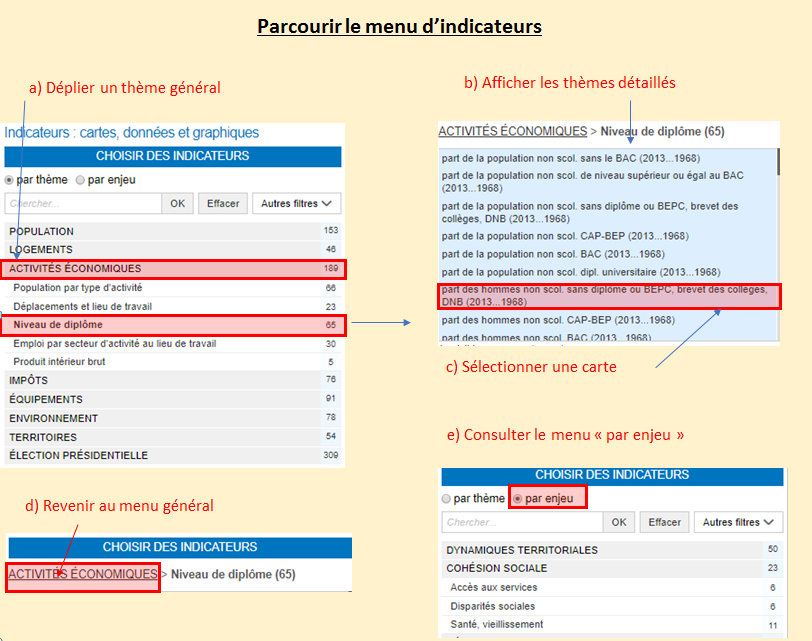 Parcourir le menu d'indicateurs
a) Déplier un thème général
Indicateurs : cartes, données et graphiques
CHOISIR DES INDICATEURS
par thème par enjeu
Chercher... OK Effacer Autres filtres
POPULATION 153
LOGEMENTS 46
ACTIVITÉS ÉCONOMIQUES 189
Population par type d'activité 66
Déplacements et lieu de travail 23
Niveau de diplôme 65
Emploi par secteur d'activité au lieu de travail 30
Produit intérieur brut 5
IMPÔTS 76
ÉQUIPEMENTS 91
ENVIRONNEMENT 78
TERRITOIRES 54
ÉLECTION PRÉSIDENTIELLE 309
b) Afficher les thèmes détaillés
ACTIVITÉS ÉCONOMIQUES > Niveau de diplôme (65)
part de la population non scol. sans le BAC (2013...1968)
part de la population non scol. de niveau supérieur ou égal au BAC
(2013...1968)
part de la population non scol. sans diplôme ou BEPC, brevet des
collèges, DNB (2013...1968)
part de la population non scol. CAP-BEP (2013...1968)
part de la population non scol. BAC (2013...1968)
part de la population non scol. dipl. universitaire (2013...1968)
part des hommes non scol. sans diplôme ou BEPC, brevet des collèges,
DNB (2013...1968)
part des hommes non scol. CAP-BEP (2013...1968)
part des hommes non scol. BAC (2013...1968)
c) Sélectionner une carte
d) Revenir au menu général
CHOISIR DES INDICATEURS
ACTIVITÉS ÉCONOMIQUES > Niveau de diplôme (65)
e) Consulter le menu « par enjeu »
CHOISIR DES INDICATEURS
par thème par enjeu
Chercher... OK Effacer Autres filtres
DYNAMIQUES TERRITORIALES 50
COHÉSION SOCIALE 23
Accès aux services 6
Disparités sociales 6
Santé, vieillissement 11